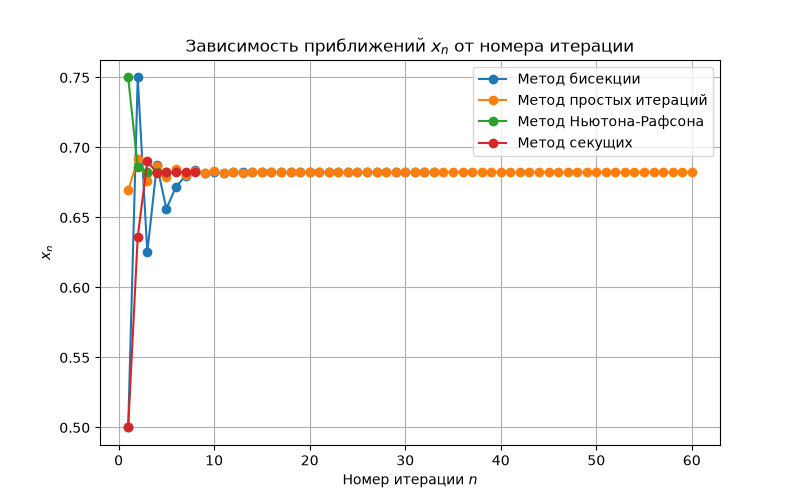 Зависимость приближений xₙ от номера итерации
Метод бисекции
Метод простых итераций
Метод Ньютона-Рафсона
Метод секущих
0.75
0.70
0.65
0.60
0.55
0.50
xₙ
0 10 20 30 40 50 60
Номер итерации n